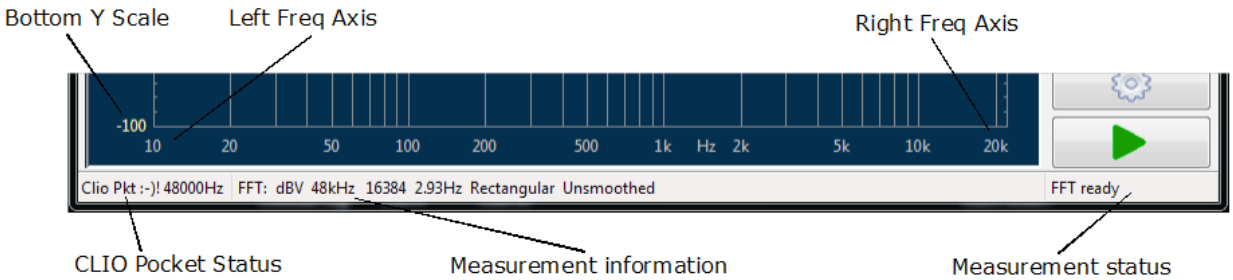 Bottom Y Scale Left Freq Axis Right Freq Axis
-100
10 20 50 100 200 500 1k Hz 2k 5k 10k 20k
Clio Pkt :-)! 48000Hz FFT: dBV 48kHz 16384 2.93Hz Rectangular Unsmoothed FFT ready
CLIO Pocket Status Measurement information Measurement status